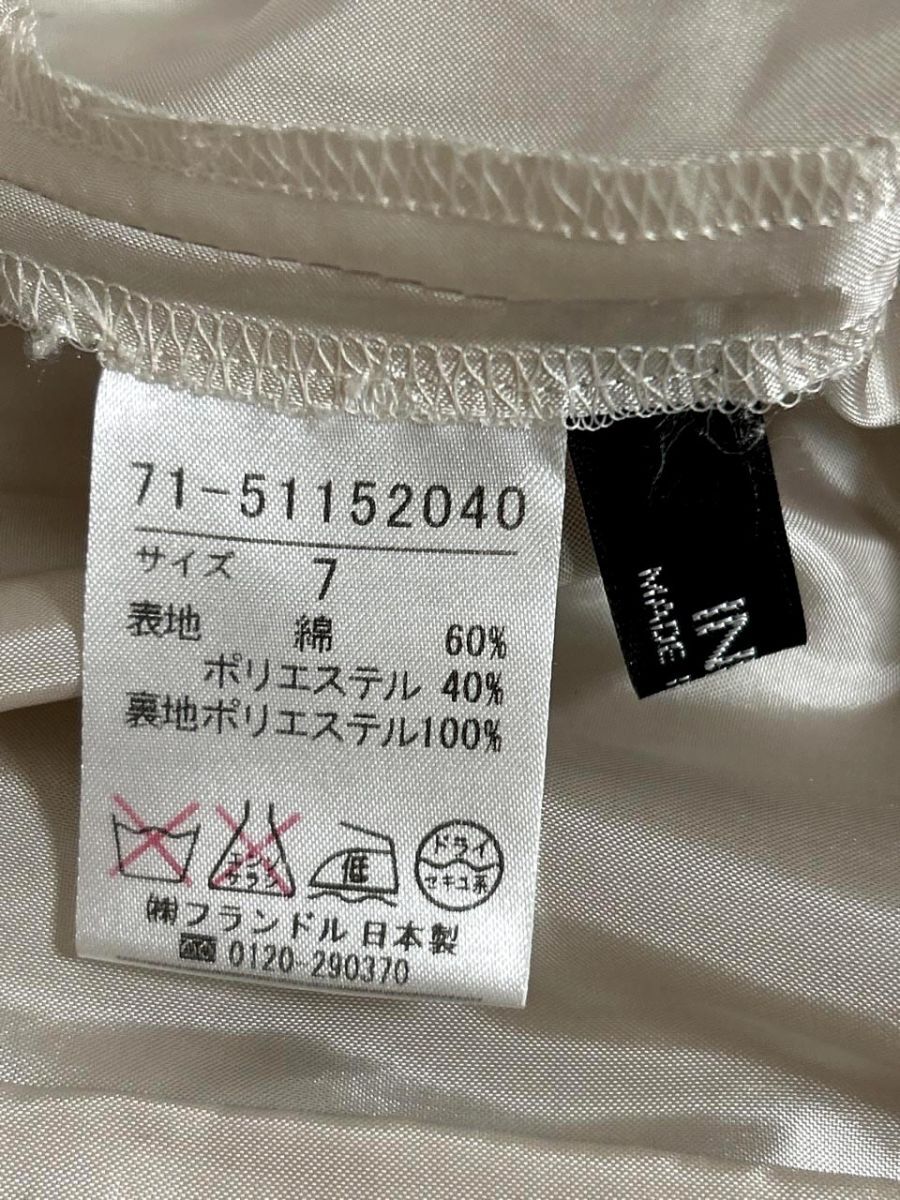 71-51152040
サイズ 7
表地 綿 60%
ポリエステル 40%
裏地ポリエステル100%
低
ドライ
セキユ系
㈱フランドル 日本製
0120-290370
IN
MADE